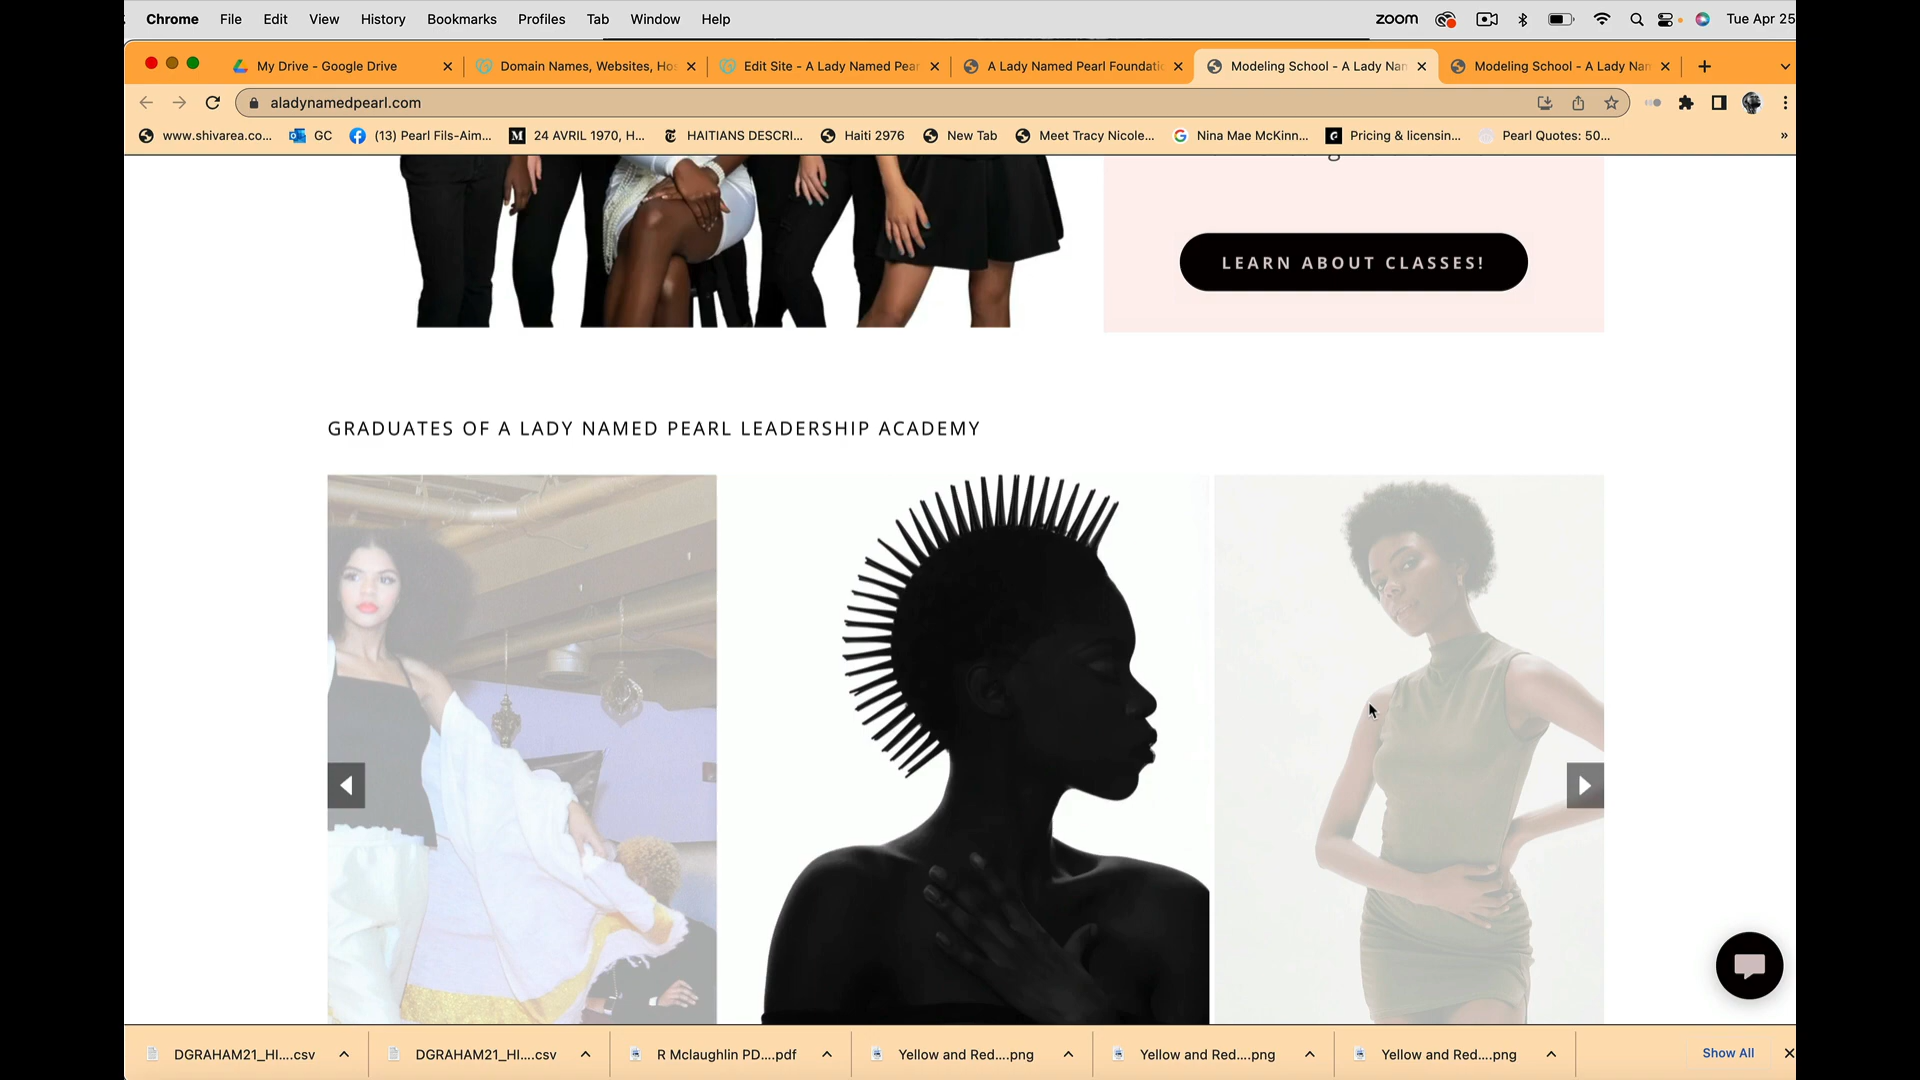 Chrome File Edit View History Bookmarks Profiles Tab Window Help zoom Tue Apr 25
My Drive - Google Drive Domain Names, Websites, Hos Edit Site - A Lady Named Pear A Lady Named Pearl Foundatio Modeling School - A Lady Nam Modeling School - A Lady Nam
aladynamedpearl.com
www.shivarea.co... GC (13) Pearl Fils-Aim... M 24 AVRIL 1970, H... HAITIANS DESCRI... Haiti 2976 New Tab Meet Tracy Nicole... Nina Mae McKinn... Pricing & licensin... Pearl Quotes: 50... »
LEARN ABOUT CLASSES!
GRADUATES OF A LADY NAMED PEARL LEADERSHIP ACADEMY
DGRAHAM21_HI....csv DGRAHAM21_HI....csv R Mclaughlin PD....pdf Yellow and Red....png Yellow and Red....png Yellow and Red....png Show All